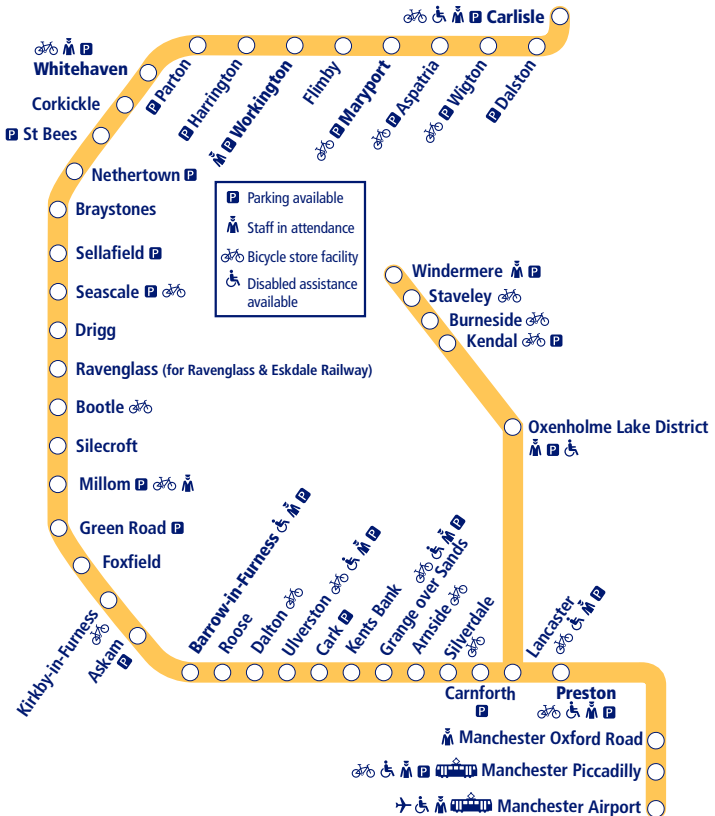 P Carlisle
P
Whitehaven
P Parton
P Harrington
P Workington
Flimby
P Maryport
P Aspatria
P Wigton
P Dalston
Corkickle
P St Bees
Nethertown P
Braystones
Sellafield P
Seascale P
Drigg
Ravenglass (for Ravenglass & Eskdale Railway)
Bootle
Silecroft
Millom P
Green Road P
Foxfield
Kirkby-in-Furness
Askam
P
P Parking available
Staff in attendance
Bicycle store facility
Disabled assistance
available
Windermere P
Staveley
Burneside
Kendal P
Oxenholme Lake District
P
Barrow-in-Furness P
Roose
Dalton
Ulverston P
Cark P
Kents Bank
P
Grange over Sands
Arnside
Silverdale
Carnforth
P
Lancaster
P
Preston
P
Manchester Oxford Road
P Manchester Piccadilly
Manchester Airport